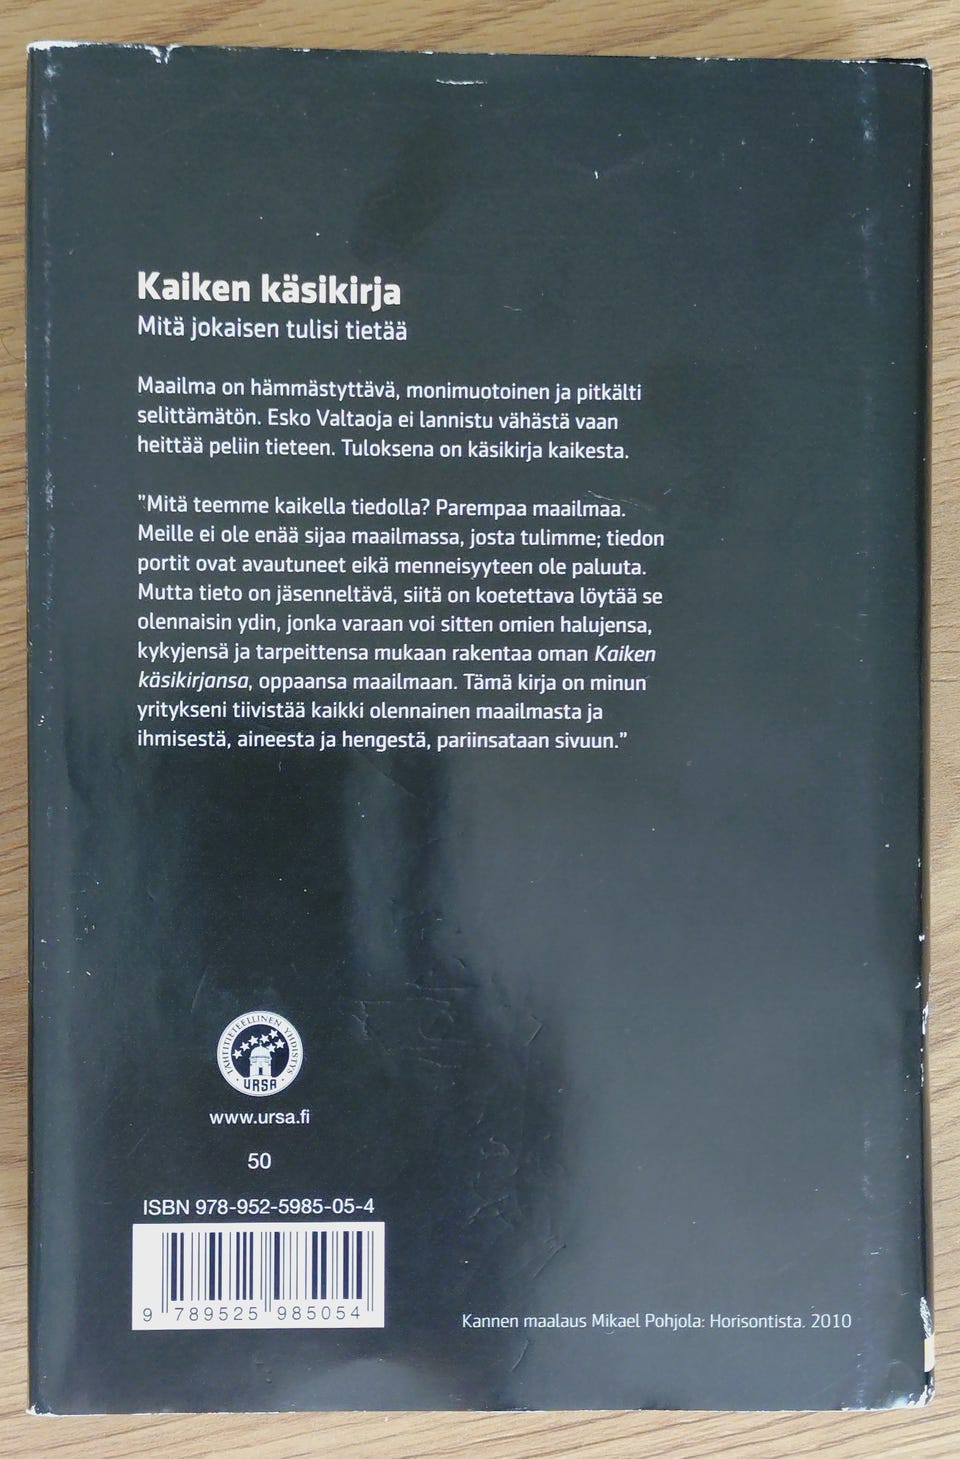 Kaiken käsikirja
Mitä jokaisen tulisi tietää
Maailma on hämmästyttävä, monimuotoinen ja pitkälti
selittämätön. Esko Valtaoja ei lannistu vähästä vaan
heittää peliin tieteen. Tuloksena on käsikirja kaikesta.
"Mitä teemme kaikella tiedolla? Parempaa maailmaa.
Meille ei ole enää sijaa maailmassa, josta tulimme; tiedon
portit ovat avautuneet eikä menneisyyteen ole paluuta.
Mutta tieto on jäsenneltävä, siitä on koetettava löytää se
olennaisin ydin, jonka varaan voi sitten omien halujensa,
kykyjensä ja tarpeittensa mukaan rakentaa oman Kaiken
käsikirjansa, oppaansa maailmaan. Tämä kirja on minun
yritykseni tiivistää kaikki olennainen maailmasta ja
ihmisestä, aineesta ja hengestä, pariinsataan sivuun."
TÄHTITIETEELLINEN YHDISTYS
URSA
www.ursa.fi
50
ISBN 978-952-5985-05-4
9 789525 985054
Kannen maalaus Mikael Pohjola: Horisontista. 2010